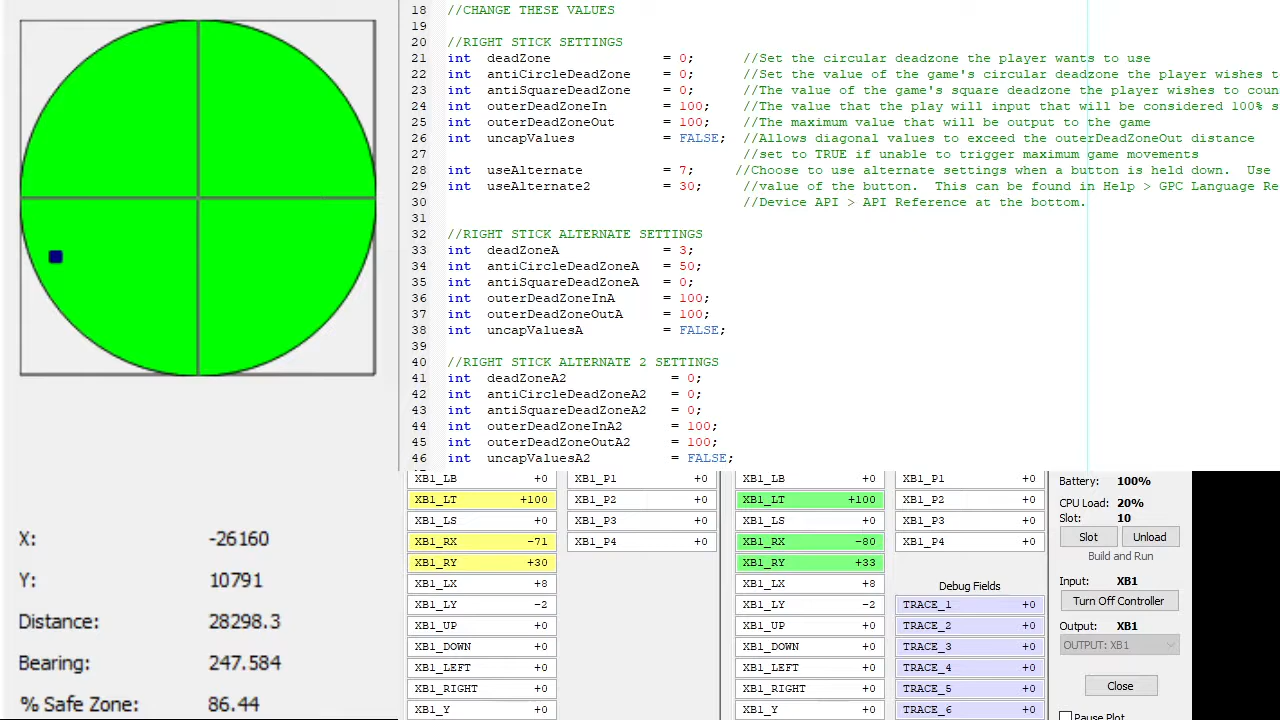 18 //CHANGE THESE VALUES
19
20 //RIGHT STICK SETTINGS
21 int deadZone = 0; //Set the circular deadzone the player wants to use
22 int antiCircleDeadZone = 0; //Set the value of the game's circular deadzone the player wishes t
23 int antiSquareDeadZone = 0; //The value of the game's square deadzone the player wishes to coun
24 int outerDeadZoneIn = 100; //The value that the play will input that will be considered 100% s
25 int outerDeadZoneOut = 100; //The maximum value that will be output to the game
26 int uncapValues = FALSE; //Allows diagonal values to exceed the outerDeadZoneOut distance
27 //set to TRUE if unable to trigger maximum game movements
28 int useAlternate = 7; //Choose to use alternate settings when a button is held down. Use
29 int useAlternate2 = 30; //value of the button. This can be found in Help > GPC Language Re
30 //Device API > API Reference at the bottom.
31
32 //RIGHT STICK ALTERNATE SETTINGS
33 int deadZoneA = 3;
34 int antiCircleDeadZoneA = 50;
35 int antiSquareDeadZoneA = 0;
36 int outerDeadZoneInA = 100;
37 int outerDeadZoneOutA = 100;
38 int uncapValuesA = FALSE;
39
40 //RIGHT STICK ALTERNATE 2 SETTINGS
41 int deadZoneA2 = 0;
42 int antiCircleDeadZoneA2 = 0;
43 int antiSquareDeadZoneA2 = 0;
44 int outerDeadZoneInA2 = 100;
45 int outerDeadZoneOutA2 = 100;
46 int uncapValuesA2 = FALSE;
X: -26160
Y: 10791
Distance: 28298.3
Bearing: 247.584
% Safe Zone: 86.44
XB1_LB +0
XB1_LT +100
XB1_LS +0
XB1_RX -71
XB1_RY +30
XB1_LX +8
XB1_LY -2
XB1_UP +0
XB1_DOWN +0
XB1_LEFT +0
XB1_RIGHT +0
XB1_Y +0
XB1_P1 +0
XB1_P2 +0
XB1_P3 +0
XB1_P4 +0
XB1_LB +0
XB1_LT +100
XB1_LS +0
XB1_RX -80
XB1_RY +33
XB1_LX +8
XB1_LY -2
XB1_UP +0
XB1_DOWN +0
XB1_LEFT +0
XB1_RIGHT +0
XB1_Y +0
XB1_P1 +0
XB1_P2 +0
XB1_P3 +0
XB1_P4 +0
Debug Fields
TRACE_1 +0
TRACE_2 +0
TRACE_3 +0
TRACE_4 +0
TRACE_5 +0
TRACE_6 +0
Battery: 100%
CPU Load: 20%
Slot: 10
Slot Unload
Build and Run
Input: XB1
Turn Off Controller
Output: XB1
OUTPUT: XB1
Close
Pause Plot